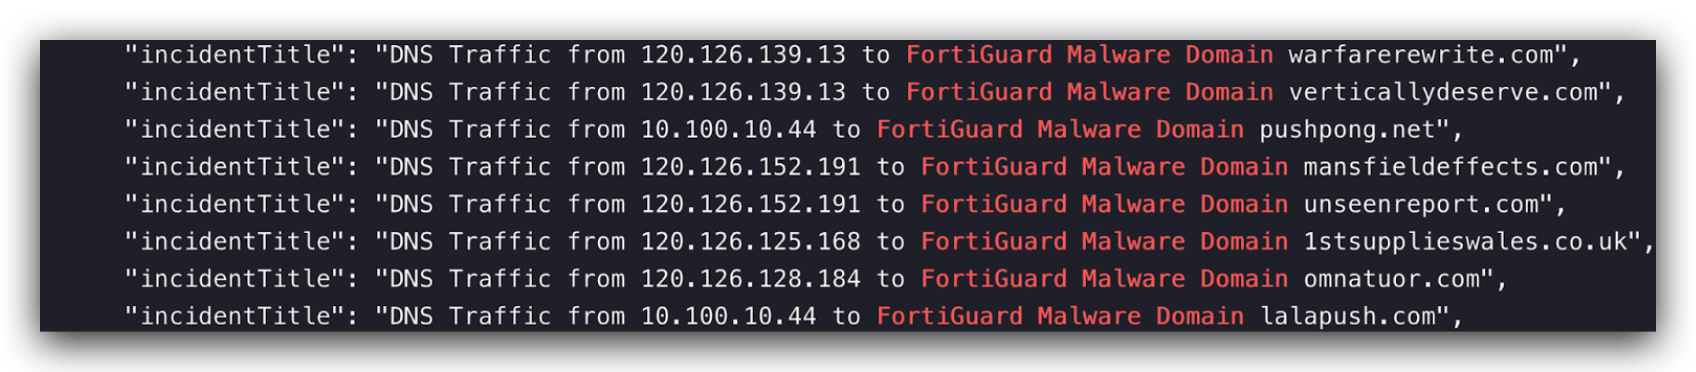 "incidentTitle": "DNS Traffic from 120.126.139.13 to FortiGuard Malware Domain warfarerewrite.com",
"incidentTitle": "DNS Traffic from 120.126.139.13 to FortiGuard Malware Domain verticallydeserve.com",
"incidentTitle": "DNS Traffic from 10.100.10.44 to FortiGuard Malware Domain pushpong.net",
"incidentTitle": "DNS Traffic from 120.126.152.191 to FortiGuard Malware Domain mansfieldeffects.com",
"incidentTitle": "DNS Traffic from 120.126.152.191 to FortiGuard Malware Domain unseenreport.com",
"incidentTitle": "DNS Traffic from 120.126.125.168 to FortiGuard Malware Domain 1stsupplieswales.co.uk",
"incidentTitle": "DNS Traffic from 120.126.128.184 to FortiGuard Malware Domain omnatuor.com",
"incidentTitle": "DNS Traffic from 10.100.10.44 to FortiGuard Malware Domain lalapush.com",